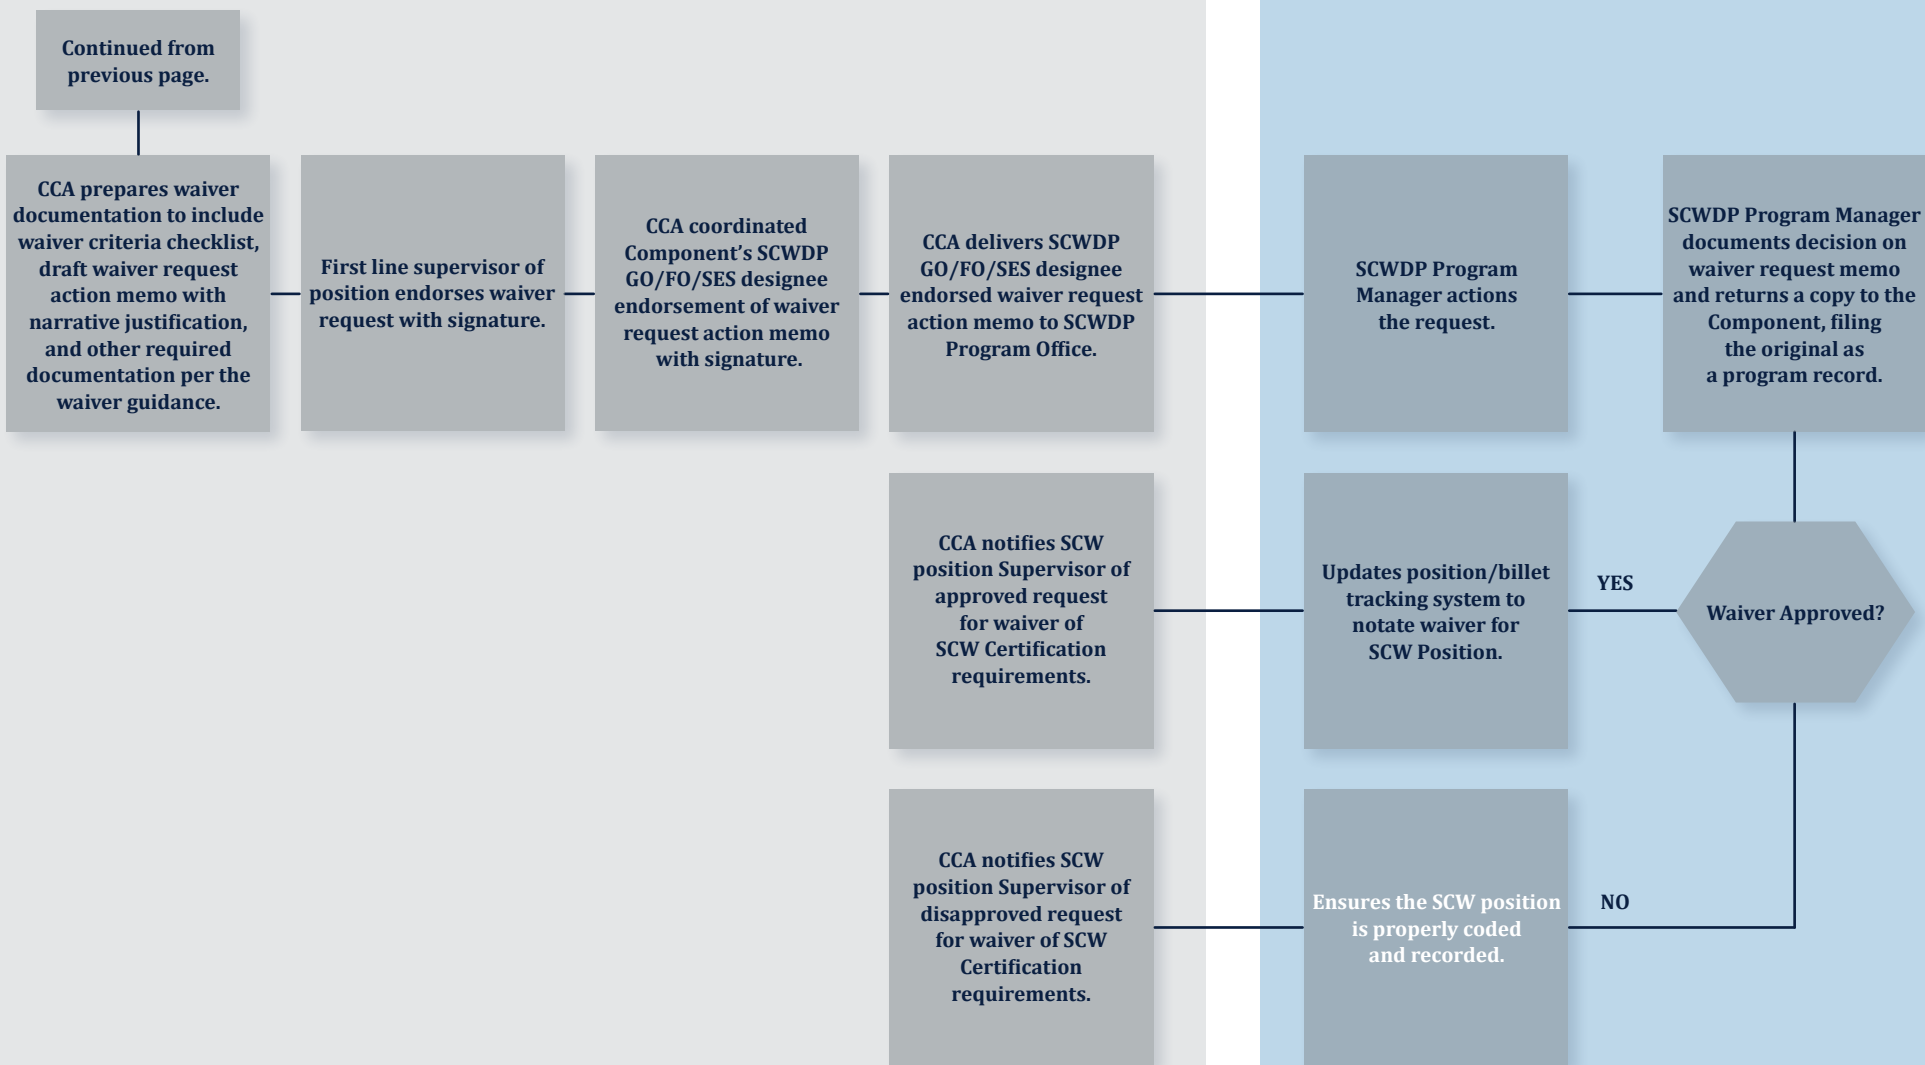 Continued from
previous page.
CCA prepares waiver
documentation to include
waiver criteria checklist,
draft waiver request
action memo with
narrative justification,
and other required
documentation per the
waiver guidance.
First line supervisor of
position endorses waiver
request with signature.
CCA coordinated
Component’s SCWDP
GO/FO/SES designee
endorsement of waiver
request action memo
with signature.
CCA delivers SCWDP
GO/FO/SES designee
endorsed waiver request
action memo to SCWDP
Program Office.
SCWDP Program
Manager actions
the request.
SCWDP Program Manager
documents decision on
waiver request memo
and returns a copy to the
Component, filing
the original as
a program record.
Waiver Approved?
YES
Updates position/billet
tracking system to
notate waiver for
SCW Position.
CCA notifies SCW
position Supervisor of
approved request
for waiver of
SCW Certification
requirements.
NO
Ensures the SCW position
is properly coded
and recorded.
CCA notifies SCW
position Supervisor of
disapproved request
for waiver of SCW
Certification
requirements.